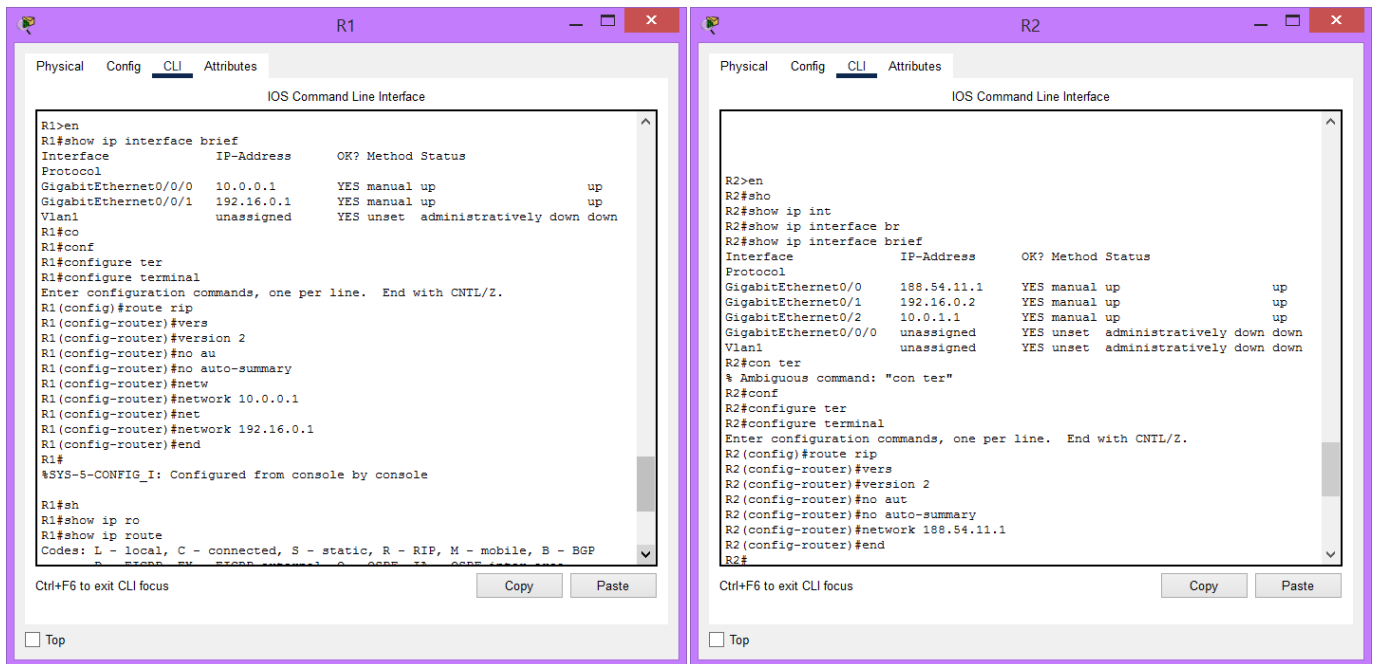 R1
Physical Config CLI Attributes
IOS Command Line Interface
R1>en
R1#show ip interface brief
Interface IP-Address OK? Method Status
Protocol
GigabitEthernet0/0/0 10.0.0.1 YES manual up up
GigabitEthernet0/0/1 192.16.0.1 YES manual up up
Vlan1 unassigned YES unset administratively down down
R1#co
R1#conf
R1#configure ter
R1#configure terminal
Enter configuration commands, one per line. End with CNTL/Z.
R1(config)#route rip
R1(config-router)#vers
R1(config-router)#version 2
R1(config-router)#no au
R1(config-router)#no auto-summary
R1(config-router)#netw
R1(config-router)#network 10.0.0.1
R1(config-router)#net
R1(config-router)#network 192.16.0.1
R1(config-router)#end
R1#
%SYS-5-CONFIG_I: Configured from console by console
R1#sh
R1#show ip ro
R1#show ip route
Codes: L - local, C - connected, S - static, R - RIP, M - mobile, B - BGP
Ctrl+F6 to exit CLI focus
Copy Paste
Top
R2
Physical Config CLI Attributes
IOS Command Line Interface
R2>en
R2#sho
R2#show ip int
R2#show ip interface br
R2#show ip interface brief
Interface IP-Address OK? Method Status
Protocol
GigabitEthernet0/0 188.54.11.1 YES manual up up
GigabitEthernet0/1 192.16.0.2 YES manual up up
GigabitEthernet0/2 10.0.1.1 YES manual up up
GigabitEthernet0/0/0 unassigned YES unset administratively down down
Vlan1 unassigned YES unset administratively down down
R2#con ter
% Ambiguous command: "con ter"
R2#conf
R2#configure ter
R2#configure terminal
Enter configuration commands, one per line. End with CNTL/Z.
R2(config)#route rip
R2(config-router)#vers
R2(config-router)#version 2
R2(config-router)#no aut
R2(config-router)#no auto-summary
R2(config-router)#network 188.54.11.1
R2(config-router)#end
R2#
Ctrl+F6 to exit CLI focus
Copy Paste
Top